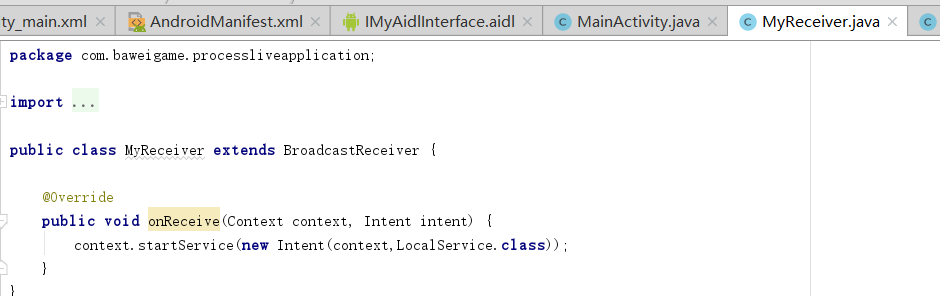 ty_main.xml AndroidManifest.xml IMyAidlInterface.aidl MainActivity.java MyReceiver.java
package com.baweigame.processliveapplication;
import ...
public class MyReceiver extends BroadcastReceiver {
@Override
public void onReceive(Context context, Intent intent) {
context.startService(new Intent(context,LocalService.class));
}
}